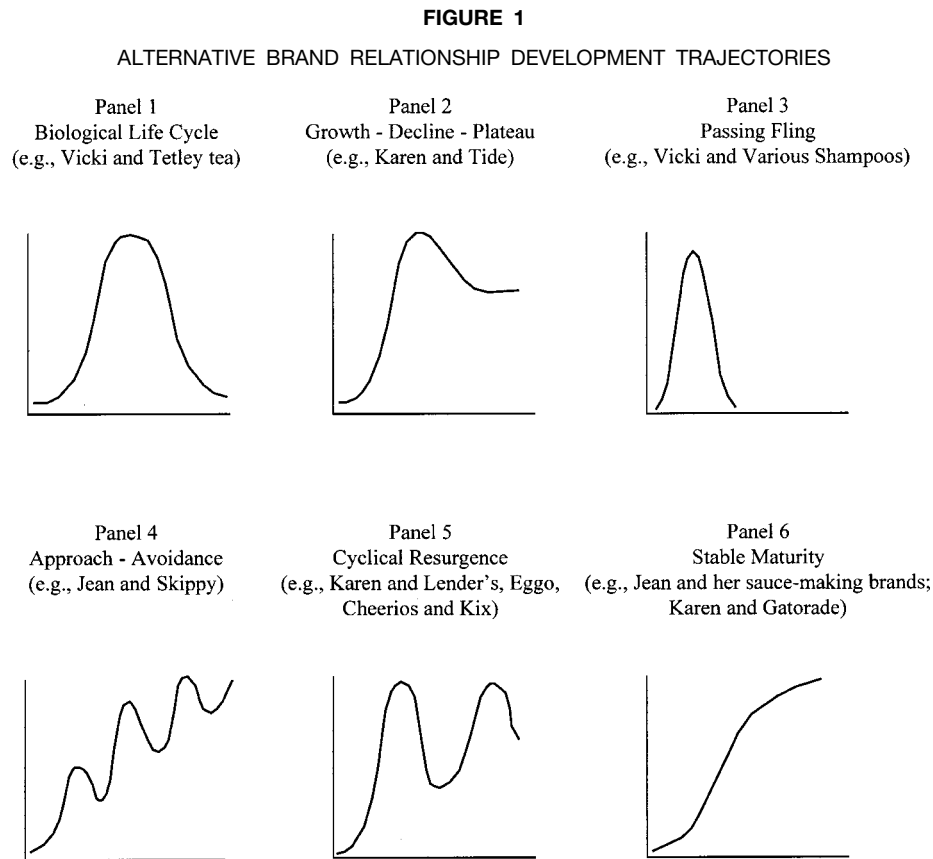 FIGURE 1
ALTERNATIVE BRAND RELATIONSHIP DEVELOPMENT TRAJECTORIES
Panel 1
Biological Life Cycle
(e.g., Vicki and Tetley tea)
Panel 2
Growth - Decline - Plateau
(e.g., Karen and Tide)
Panel 3
Passing Fling
(e.g., Vicki and Various Shampoos)
Panel 4
Approach - Avoidance
(e.g., Jean and Skippy)
Panel 5
Cyclical Resurgence
(e.g., Karen and Lender's, Eggo,
Cheerios and Kix)
Panel 6
Stable Maturity
(e.g., Jean and her sauce-making brands;
Karen and Gatorade)